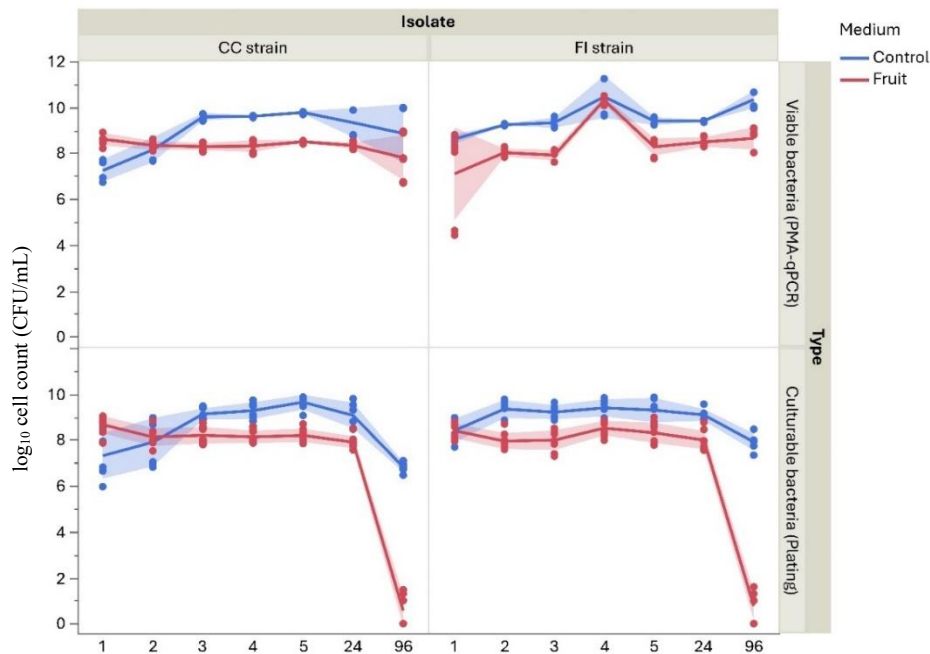 Isolate
CC strain
FI strain
Medium
Control
Fruit
log₁₀ cell count (CFU/mL)
12
10
8
6
4
2
0
10
8
6
4
2
0
Viable bacteria (PMA-qPCR)
Culturable bacteria (Plating)
Type
1 2 3 4 5 24 96
1 2 3 4 5 24 96